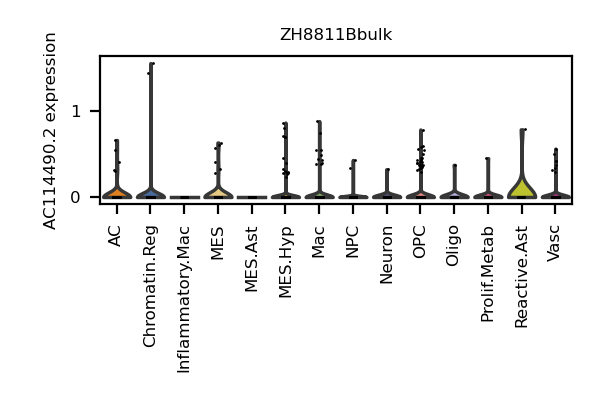 ZH8811Bbulk
AC114490.2 expression
1
0
AC
Chromatin.Reg
Inflammatory.Mac
MES
MES.Ast
MES.Hyp
Mac
NPC
Neuron
OPC
Oligo
Prolif.Metab
Reactive.Ast
Vasc